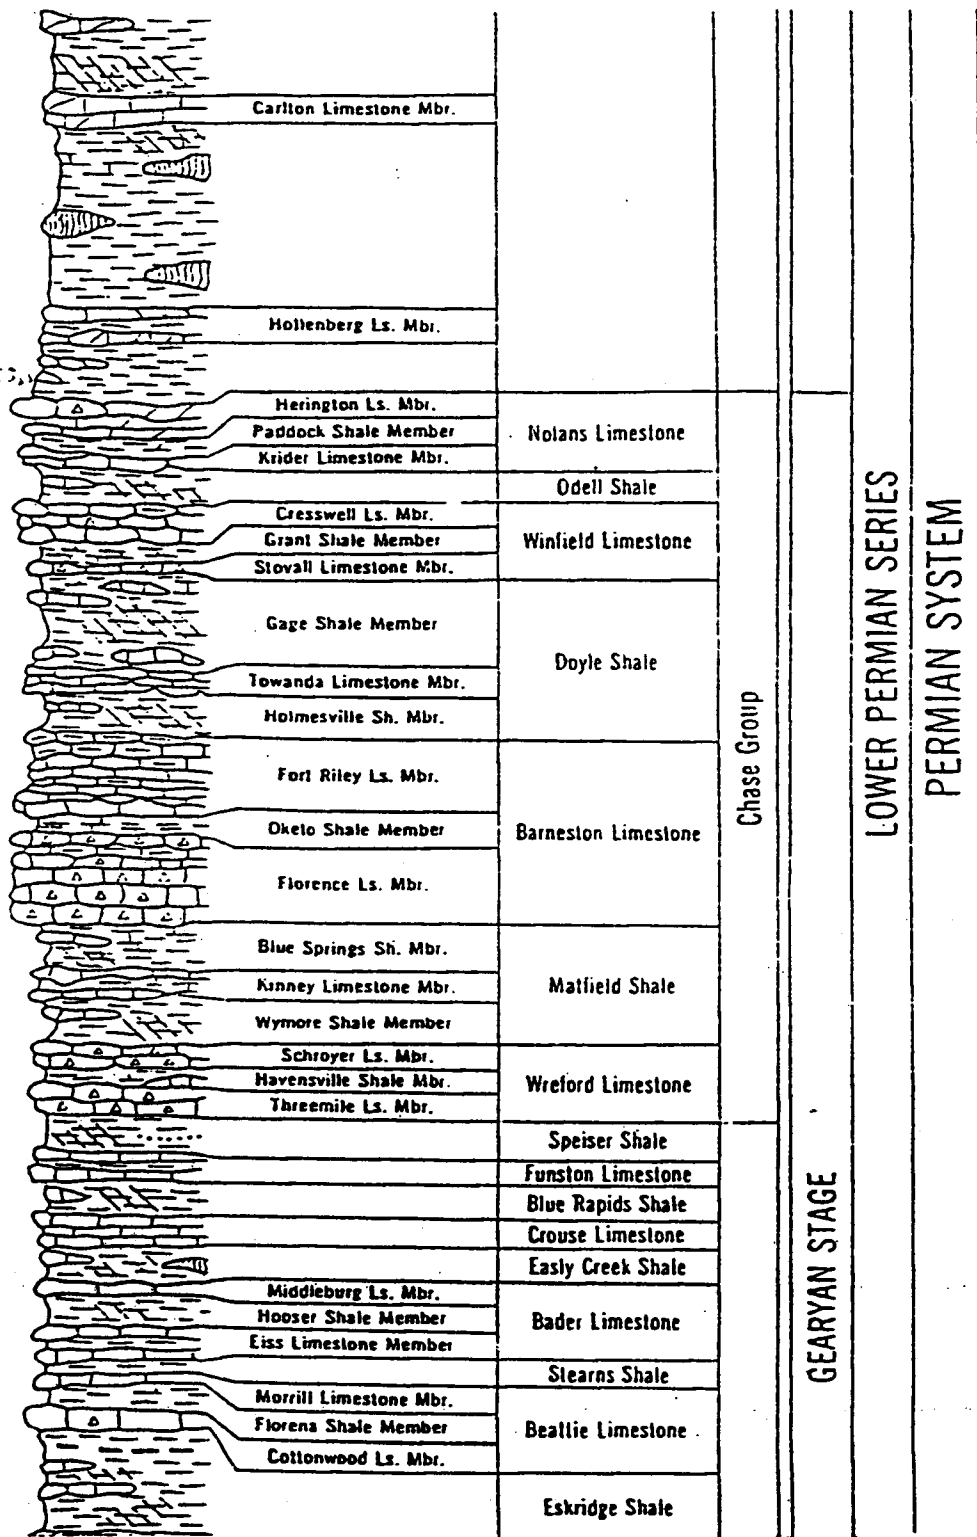 Carlton Limestone Mbr.
Hollenberg Ls. Mbr.
Herington Ls. Mbr.
Paddock Shale Member
Krider Limestone Mbr.
Nolans Limestone
Odell Shale
Cresswell Ls. Mbr.
Grant Shale Member
Stovall Limestone Mbr.
Winfield Limestone
Gage Shale Member
Towanda Limestone Mbr.
Holmesville Sh. Mbr.
Doyle Shale
Fort Riley Ls. Mbr.
Oketo Shale Member
Florence Ls. Mbr.
Barneston Limestone
Blue Springs Sh. Mbr.
Kinney Limestone Mbr.
Wymore Shale Member
Matfield Shale
Schroyer Ls. Mbr.
Havensville Shale Mbr.
Threemile Ls. Mbr.
Wreford Limestone
Speiser Shale
Funston Limestone
Blue Rapids Shale
Crouse Limestone
Easly Creek Shale
Middleburg Ls. Mbr.
Hooser Shale Member
Eiss Limestone Member
Bader Limestone
Stearns Shale
Morrill Limestone Mbr.
Florena Shale Member
Cottonwood Ls. Mbr.
Beattie Limestone
Eskridge Shale
Chase Group
GEARYAN STAGE
LOWER PERMIAN SERIES
PERMIAN SYSTEM